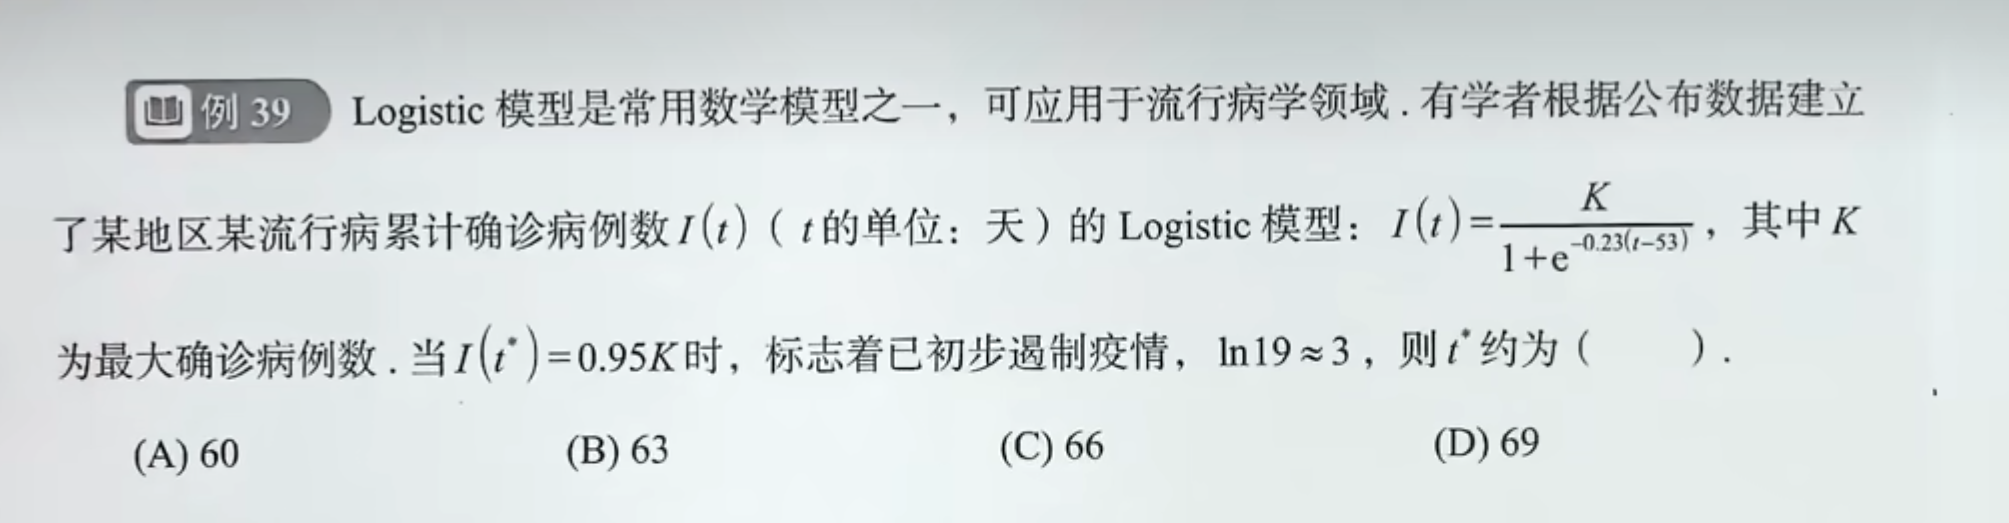 例 39 Logistic 模型是常用数学模型之一，可应用于流行病学领域．有学者根据公布数据建立
了某地区某流行病累计确诊病例数 I(t)（ t 的单位：天）的 Logistic 模型：I(t)=K/(1+e^{-0.23(t-53)})，其中 K
为最大确诊病例数．当 I(t*)=0.95K 时，标志着已初步遏制疫情，ln19≈3，则 t* 约为（ ）．
(A) 60 (B) 63 (C) 66 (D) 69